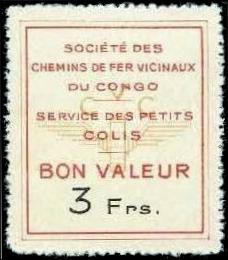 SOCIÉTÉ DES
CHEMINS DE FER VICINAUX
DU CONGO
SERVICE DES PETITS
COLIS
BON VALEUR
3 Frs.